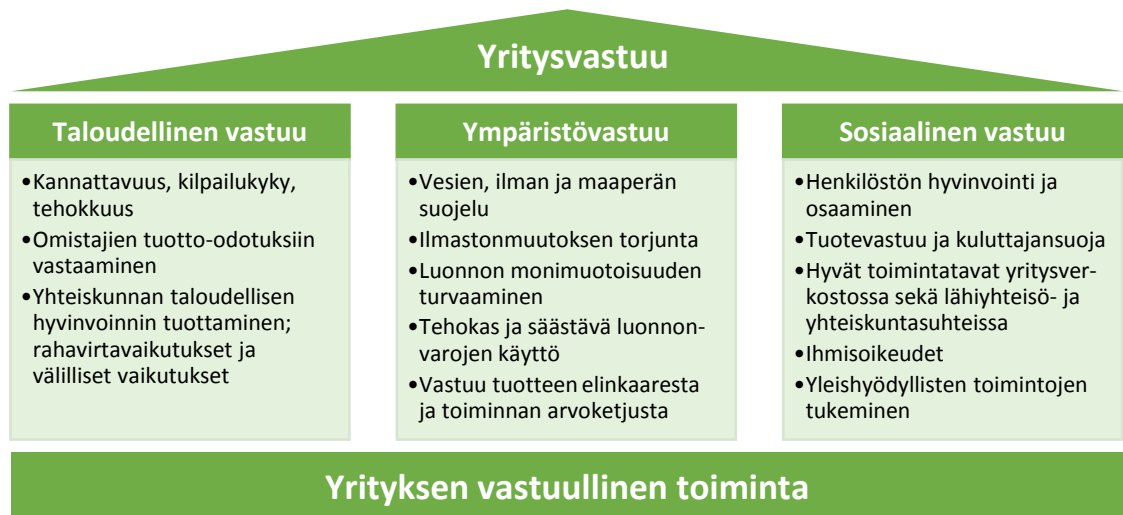 Yritysvastuu
Taloudellinen vastuu
•Kannattavuus, kilpailukyky,
tehokkuus
•Omistajien tuotto-odotuksiin
vastaaminen
•Yhteiskunnan taloudellisen
hyvinvoinnin tuottaminen;
rahavirtavaikutukset ja
välilliset vaikutukset
Ympäristövastuu
•Vesien, ilman ja maaperän
suojelu
•Ilmastonmuutoksen torjunta
•Luonnon monimuotoisuuden
turvaaminen
•Tehokas ja säästävä luonnon-
varojen käyttö
•Vastuu tuotteen elinkaaresta
ja toiminnan arvoketjusta
Sosiaalinen vastuu
•Henkilöstön hyvinvointi ja
osaaminen
•Tuotevastuu ja kuluttajansuoja
•Hyvät toimintatavat yritysver-
kostossa sekä lähiyhteisö- ja
yhteiskuntasuhteissa
•Ihmisoikeudet
•Yleishyödyllisten toimintojen
tukeminen
Yrityksen vastuullinen toiminta